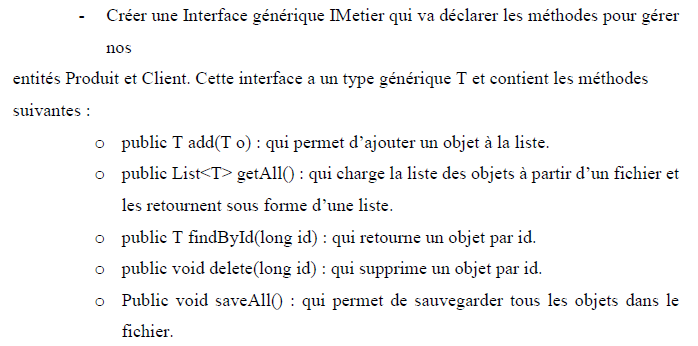 - Créer une Interface générique IMetier qui va déclarer les méthodes pour gérer
nos
entités Produit et Client. Cette interface a un type générique T et contient les méthodes
suivantes :
o public T add(T o) : qui permet d’ajouter un objet à la liste.
o public List<T> getAll() : qui charge la liste des objets à partir d’un fichier et
les retournent sous forme d’une liste.
o public T findById(long id) : qui retourne un objet par id.
o public void delete(long id) : qui supprime un objet par id.
o Public void saveAll() : qui permet de sauvegarder tous les objets dans le
fichier.